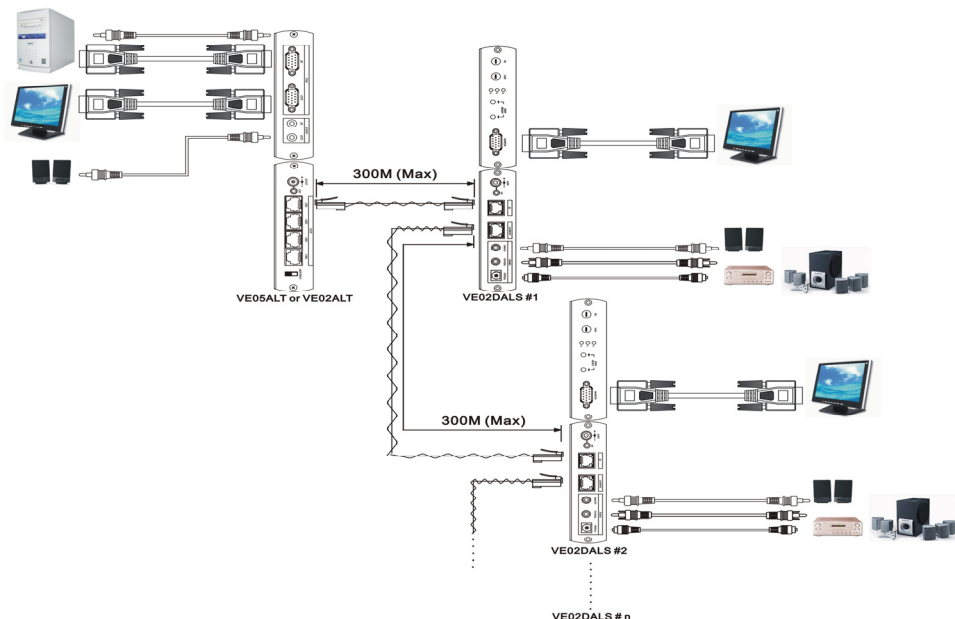 300M (Max)
VE05ALT or VE02ALT
VE02DALS #1
300M (Max)
VE02DALS #2
VE02DALS # n